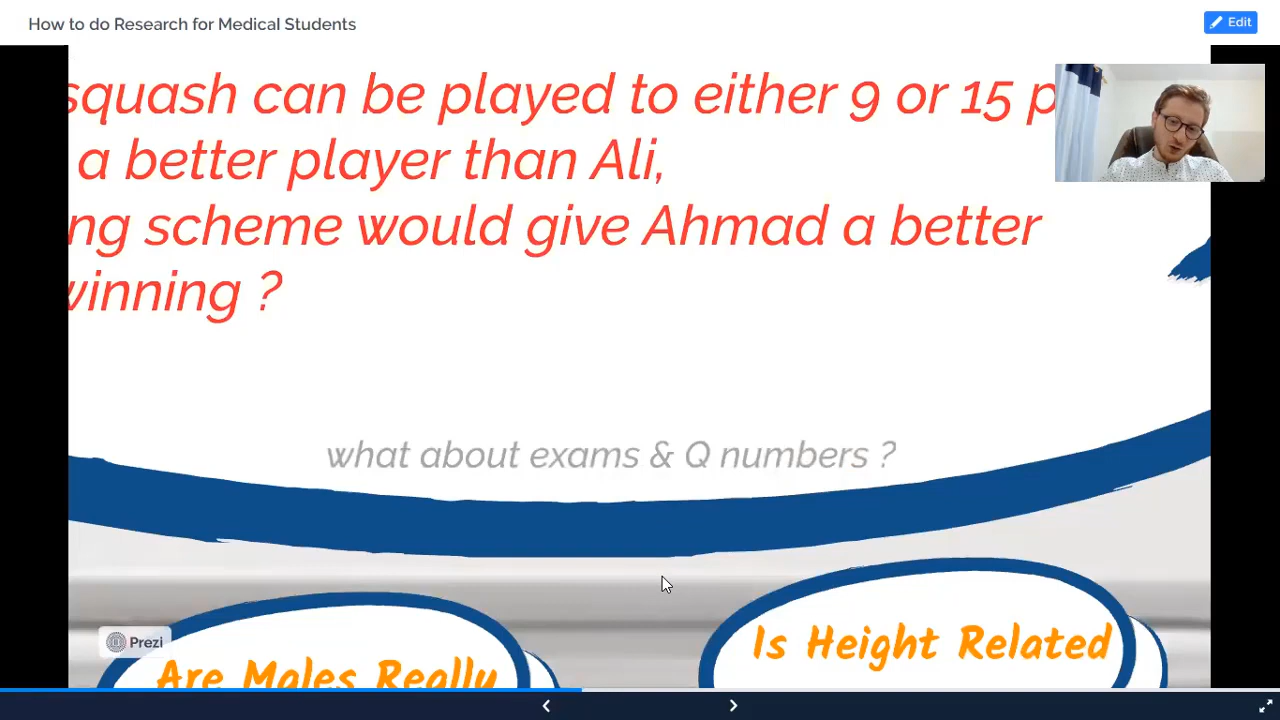 How to do Research for Medical Students
Edit
squash can be played to either 9 or 15 p
a better player than Ali,
ng scheme would give Ahmad a better
winning ?
what about exams & Q numbers ?
Is Height Related
Prezi
Are Males Really